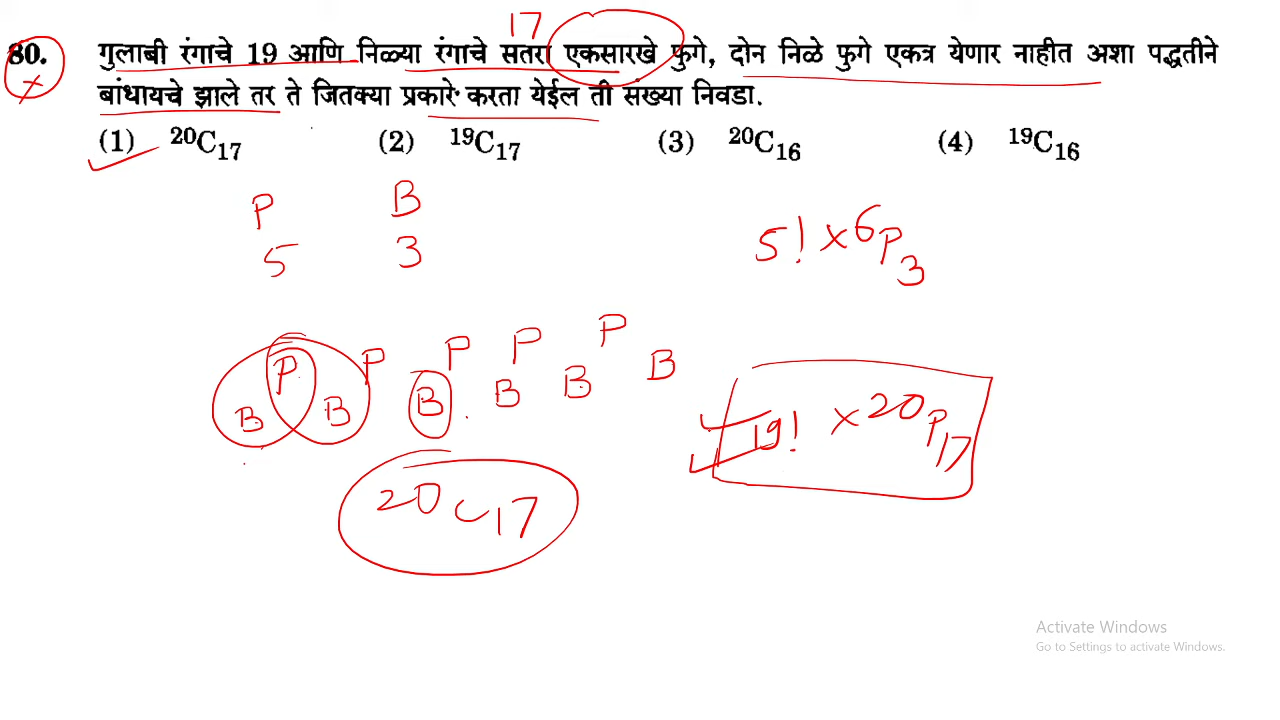 17
80. गुलाबी रंगाचे 19 आणि निळ्या रंगाचे सतरा एकसारखे फुगे, दोन निळे फुगे एकत्र येणार नाहीत अशा पद्धतीने
बांधायचे झाले तर ते जितक्या प्रकारे करता येईल ती संख्या निवडा.
(1) ²⁰C₁₇ (2) ¹⁹C₁₇ (3) ²⁰C₁₆ (4) ¹⁹C₁₆
P B
5 3
5! × ⁶P₃
P P P P P
B B B B B B
19! × ²⁰P₁₇
²⁰C₁₇
Activate Windows
Go to Settings to activate Windows.